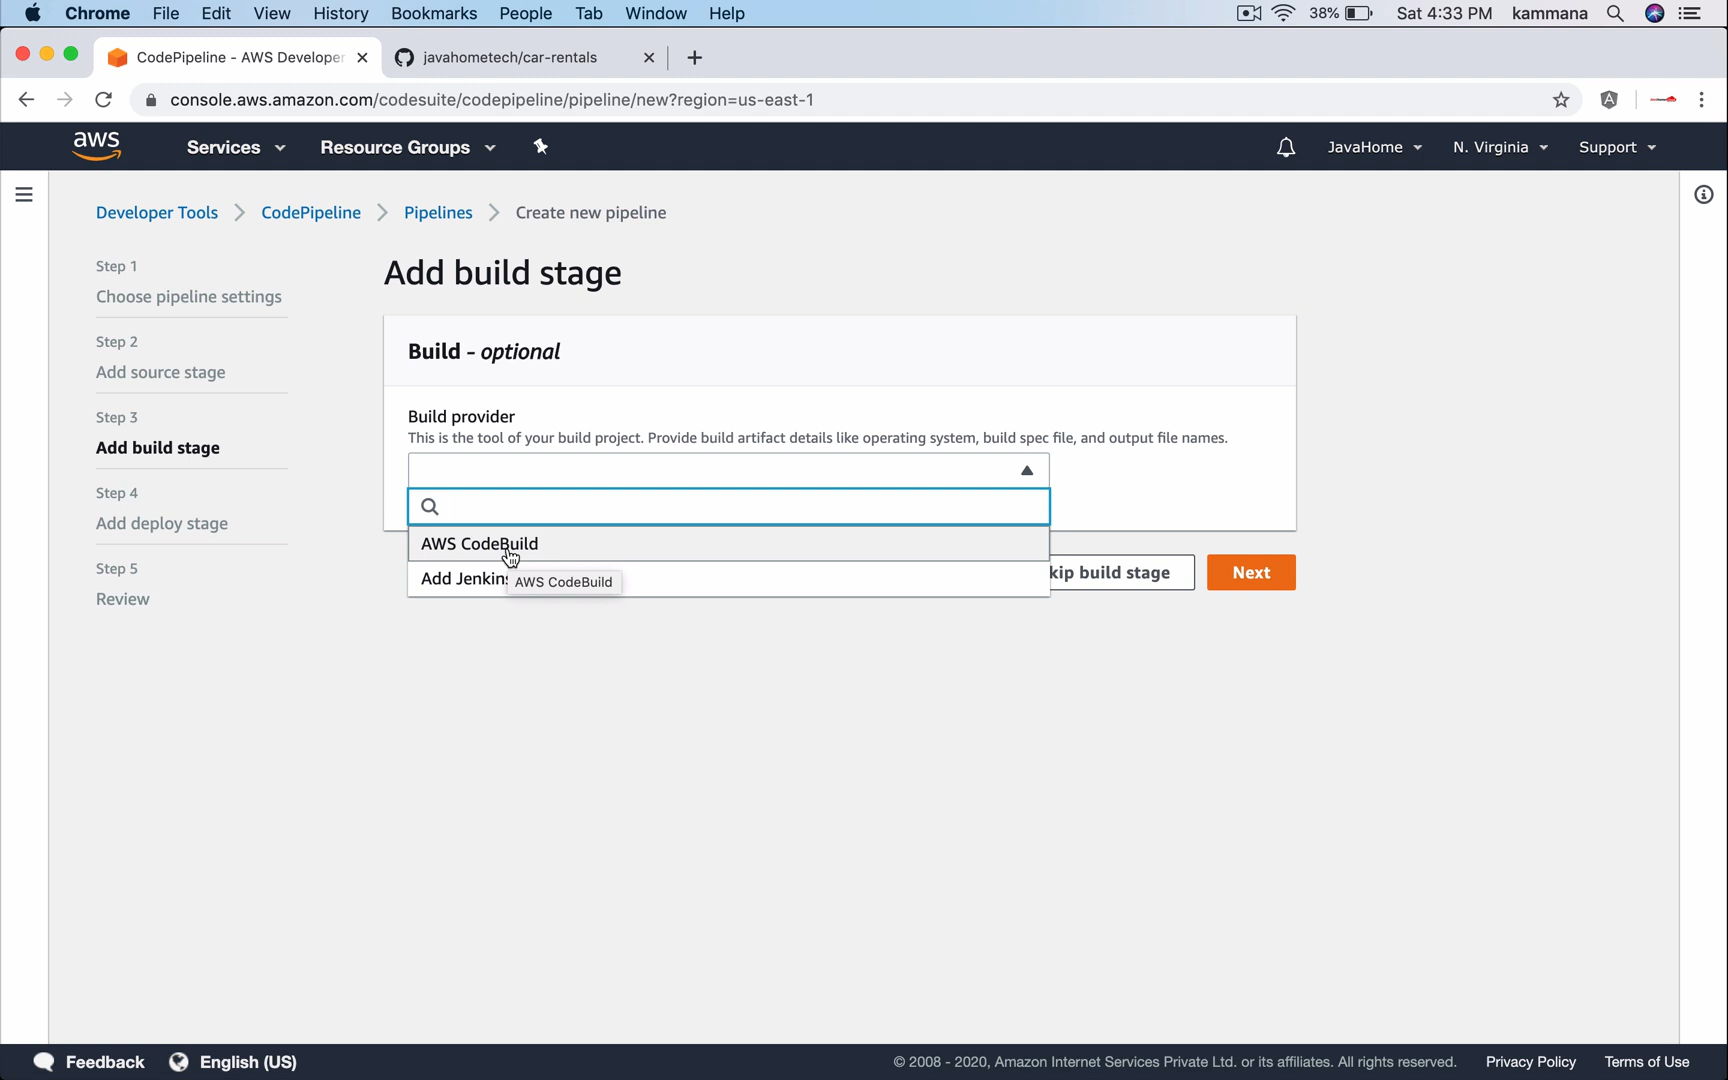 Chrome File Edit View History Bookmarks People Tab Window Help 38% Sat 4:33 PM kammana
CodePipeline - AWS Developer javahometech/car-rentals
console.aws.amazon.com/codesuite/codepipeline/pipeline/new?region=us-east-1
aws Services Resource Groups JavaHome N. Virginia Support
Developer Tools CodePipeline Pipelines Create new pipeline
Step 1
Choose pipeline settings
Step 2
Add source stage
Step 3
Add build stage
Step 4
Add deploy stage
Step 5
Review
Add build stage
Build - optional
Build provider
This is the tool of your build project. Provide build artifact details like operating system, build spec file, and output file names.
AWS CodeBuild
Add Jenkins
AWS CodeBuild
kip build stage Next
Feedback English (US) © 2008 - 2020, Amazon Internet Services Private Ltd. or its affiliates. All rights reserved. Privacy Policy Terms of Use